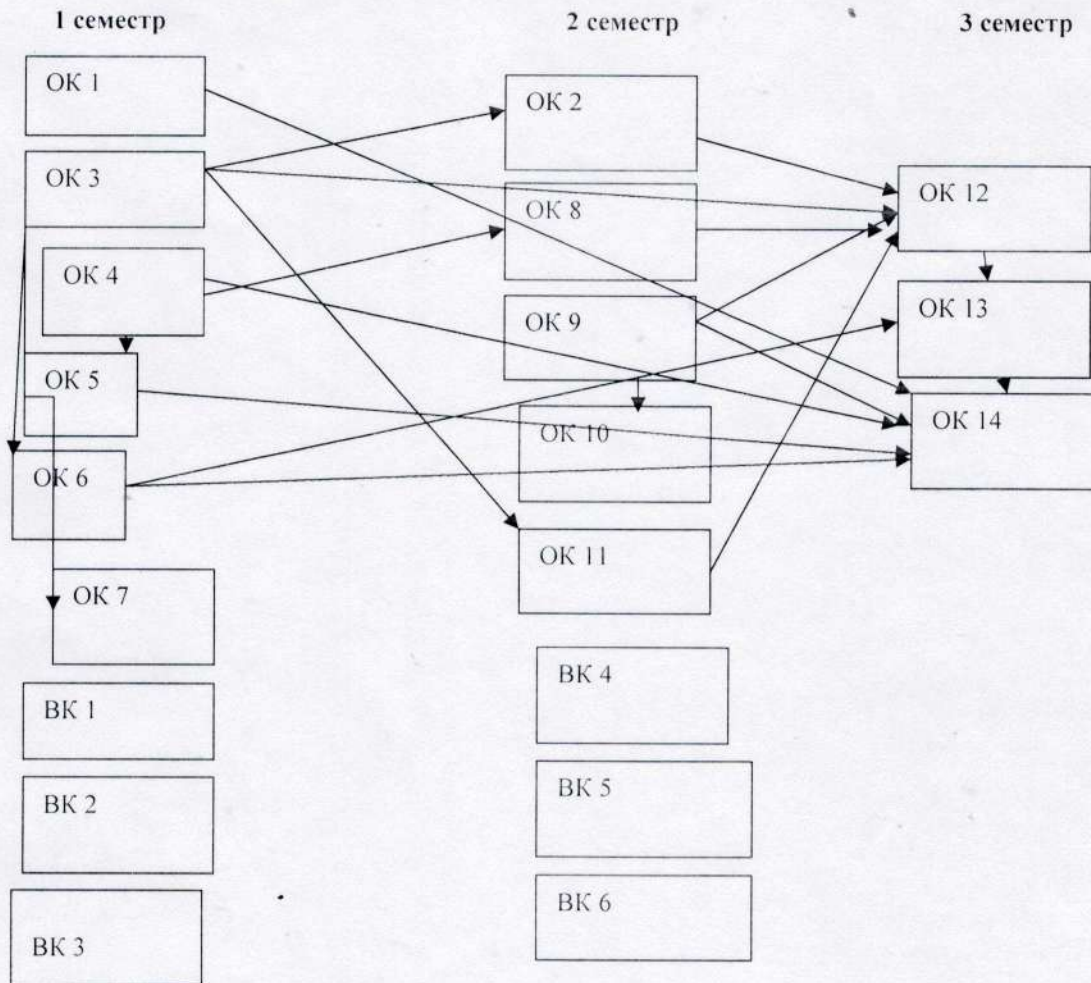 1 семестр
2 семестр
3 семестр
ОК 1
ОК 3
ОК 4
ОК 5
ОК 6
ОК 7
ВК 1
ВК 2
ВК 3
ОК 2
ОК 8
ОК 9
ОК 10
ОК 11
ВК 4
ВК 5
ВК 6
ОК 12
ОК 13
ОК 14